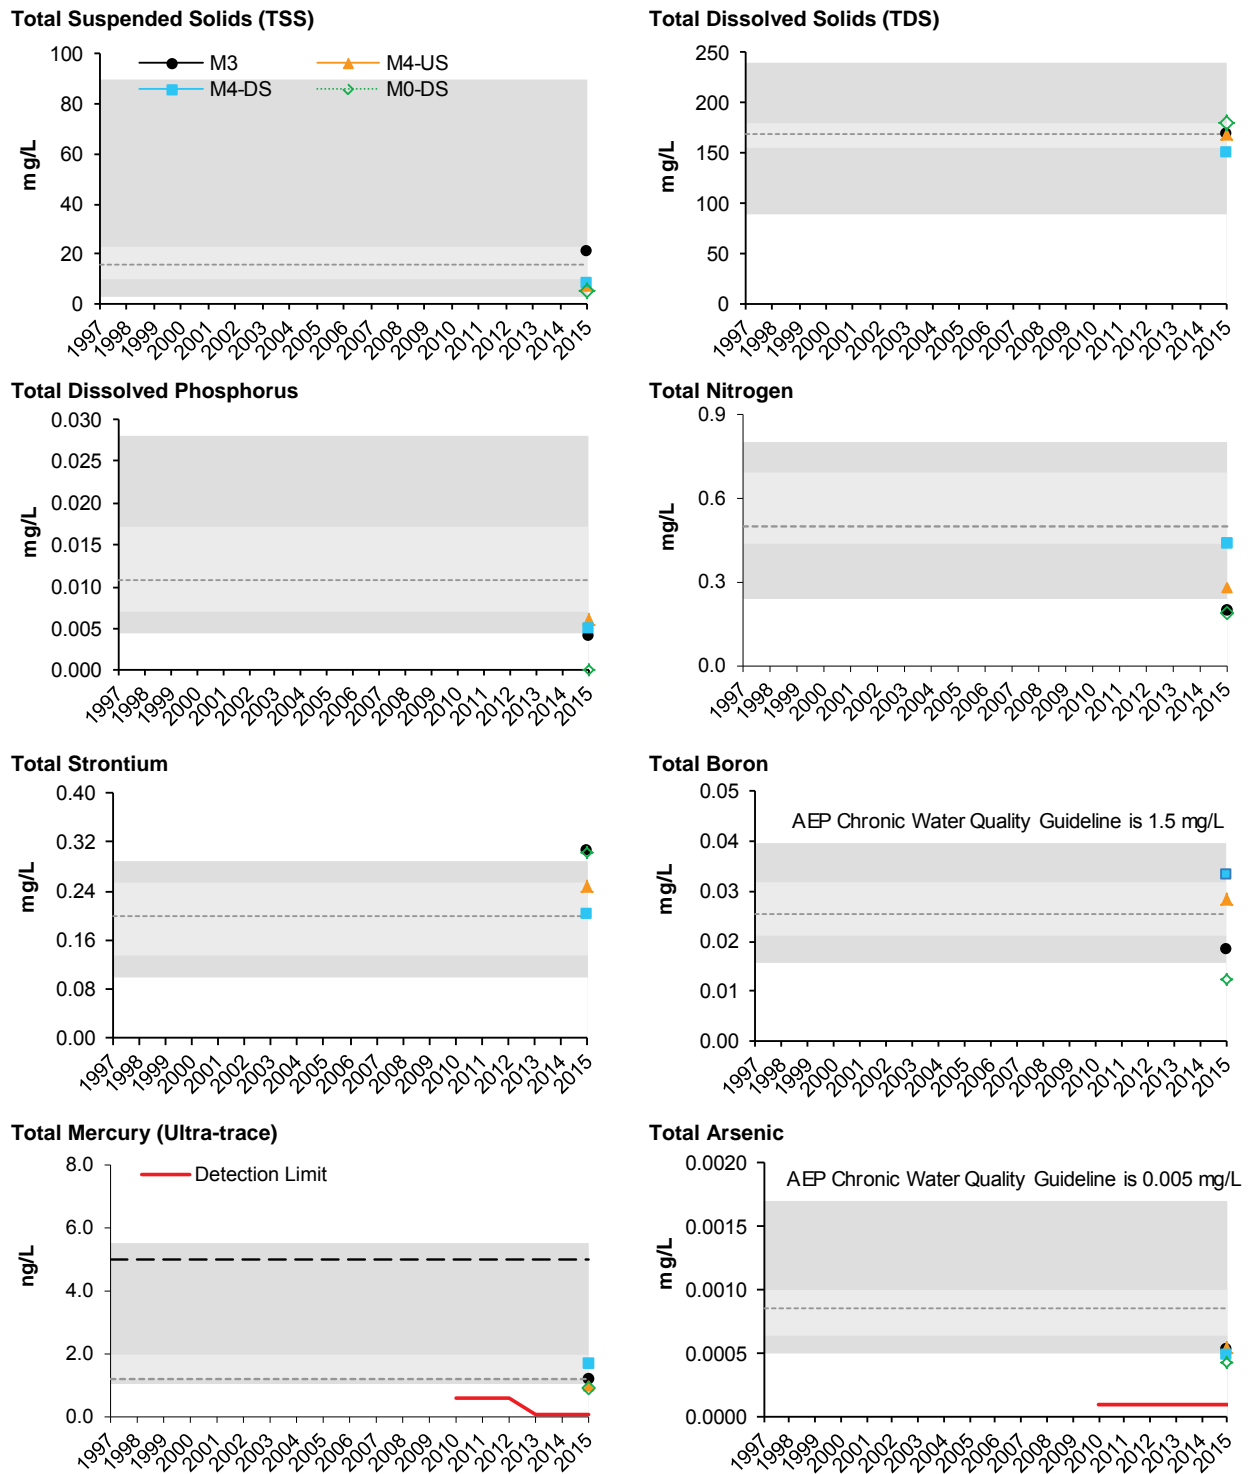 Total Suspended Solids (TSS)
mg/L
100
80
60
40
20
0
M3
M4-US
M4-DS
M0-DS
1997 1998 1999 2000 2001 2002 2003 2004 2005 2006 2007 2008 2009 2010 2011 2012 2013 2014 2015
Total Dissolved Solids (TDS)
mg/L
250
200
150
100
50
0
1997 1998 1999 2000 2001 2002 2003 2004 2005 2006 2007 2008 2009 2010 2011 2012 2013 2014 2015
Total Dissolved Phosphorus
mg/L
0.030
0.025
0.020
0.015
0.010
0.005
0.000
1997 1998 1999 2000 2001 2002 2003 2004 2005 2006 2007 2008 2009 2010 2011 2012 2013 2014 2015
Total Nitrogen
mg/L
0.9
0.6
0.3
0.0
1997 1998 1999 2000 2001 2002 2003 2004 2005 2006 2007 2008 2009 2010 2011 2012 2013 2014 2015
Total Strontium
mg/L
0.40
0.32
0.24
0.16
0.08
0.00
1997 1998 1999 2000 2001 2002 2003 2004 2005 2006 2007 2008 2009 2010 2011 2012 2013 2014 2015
Total Boron
mg/L
0.05
0.04
0.03
0.02
0.01
0.00
AEP Chronic Water Quality Guideline is 1.5 mg/L
1997 1998 1999 2000 2001 2002 2003 2004 2005 2006 2007 2008 2009 2010 2011 2012 2013 2014 2015
Total Mercury (Ultra-trace)
ng/L
8.0
6.0
4.0
2.0
0.0
Detection Limit
1997 1998 1999 2000 2001 2002 2003 2004 2005 2006 2007 2008 2009 2010 2011 2012 2013 2014 2015
Total Arsenic
mg/L
0.0020
0.0015
0.0010
0.0005
0.0000
AEP Chronic Water Quality Guideline is 0.005 mg/L
1997 1998 1999 2000 2001 2002 2003 2004 2005 2006 2007 2008 2009 2010 2011 2012 2013 2014 2015